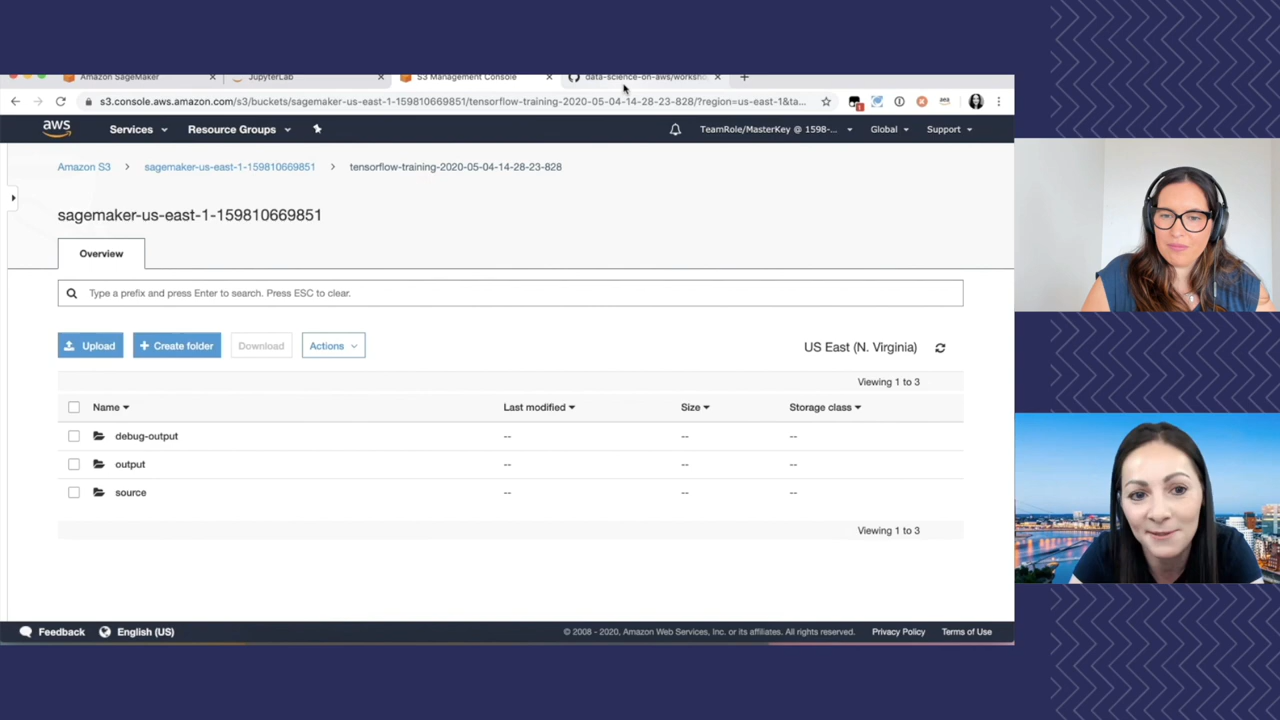 Amazon SageMaker
JupyterLab
S3 Management Console
data-science-on-aws/worksho
s3.console.aws.amazon.com/s3/buckets/sagemaker-us-east-1-159810669851/tensorflow-training-2020-05-04-14-28-23-828/?region=us-east-1&ta...
aws
Services
Resource Groups
TeamRole/MasterKey @ 1598-...
Global
Support
Amazon S3
sagemaker-us-east-1-159810669851
tensorflow-training-2020-05-04-14-28-23-828
sagemaker-us-east-1-159810669851
Overview
Type a prefix and press Enter to search. Press ESC to clear.
Upload
+ Create folder
Download
Actions
US East (N. Virginia)
Viewing 1 to 3
Name
Last modified
Size
Storage class
debug-output -- -- --
output -- -- --
source -- -- --
Viewing 1 to 3
Feedback
English (US)
© 2008 - 2020, Amazon Web Services, Inc. or its affiliates. All rights reserved.
Privacy Policy
Terms of Use